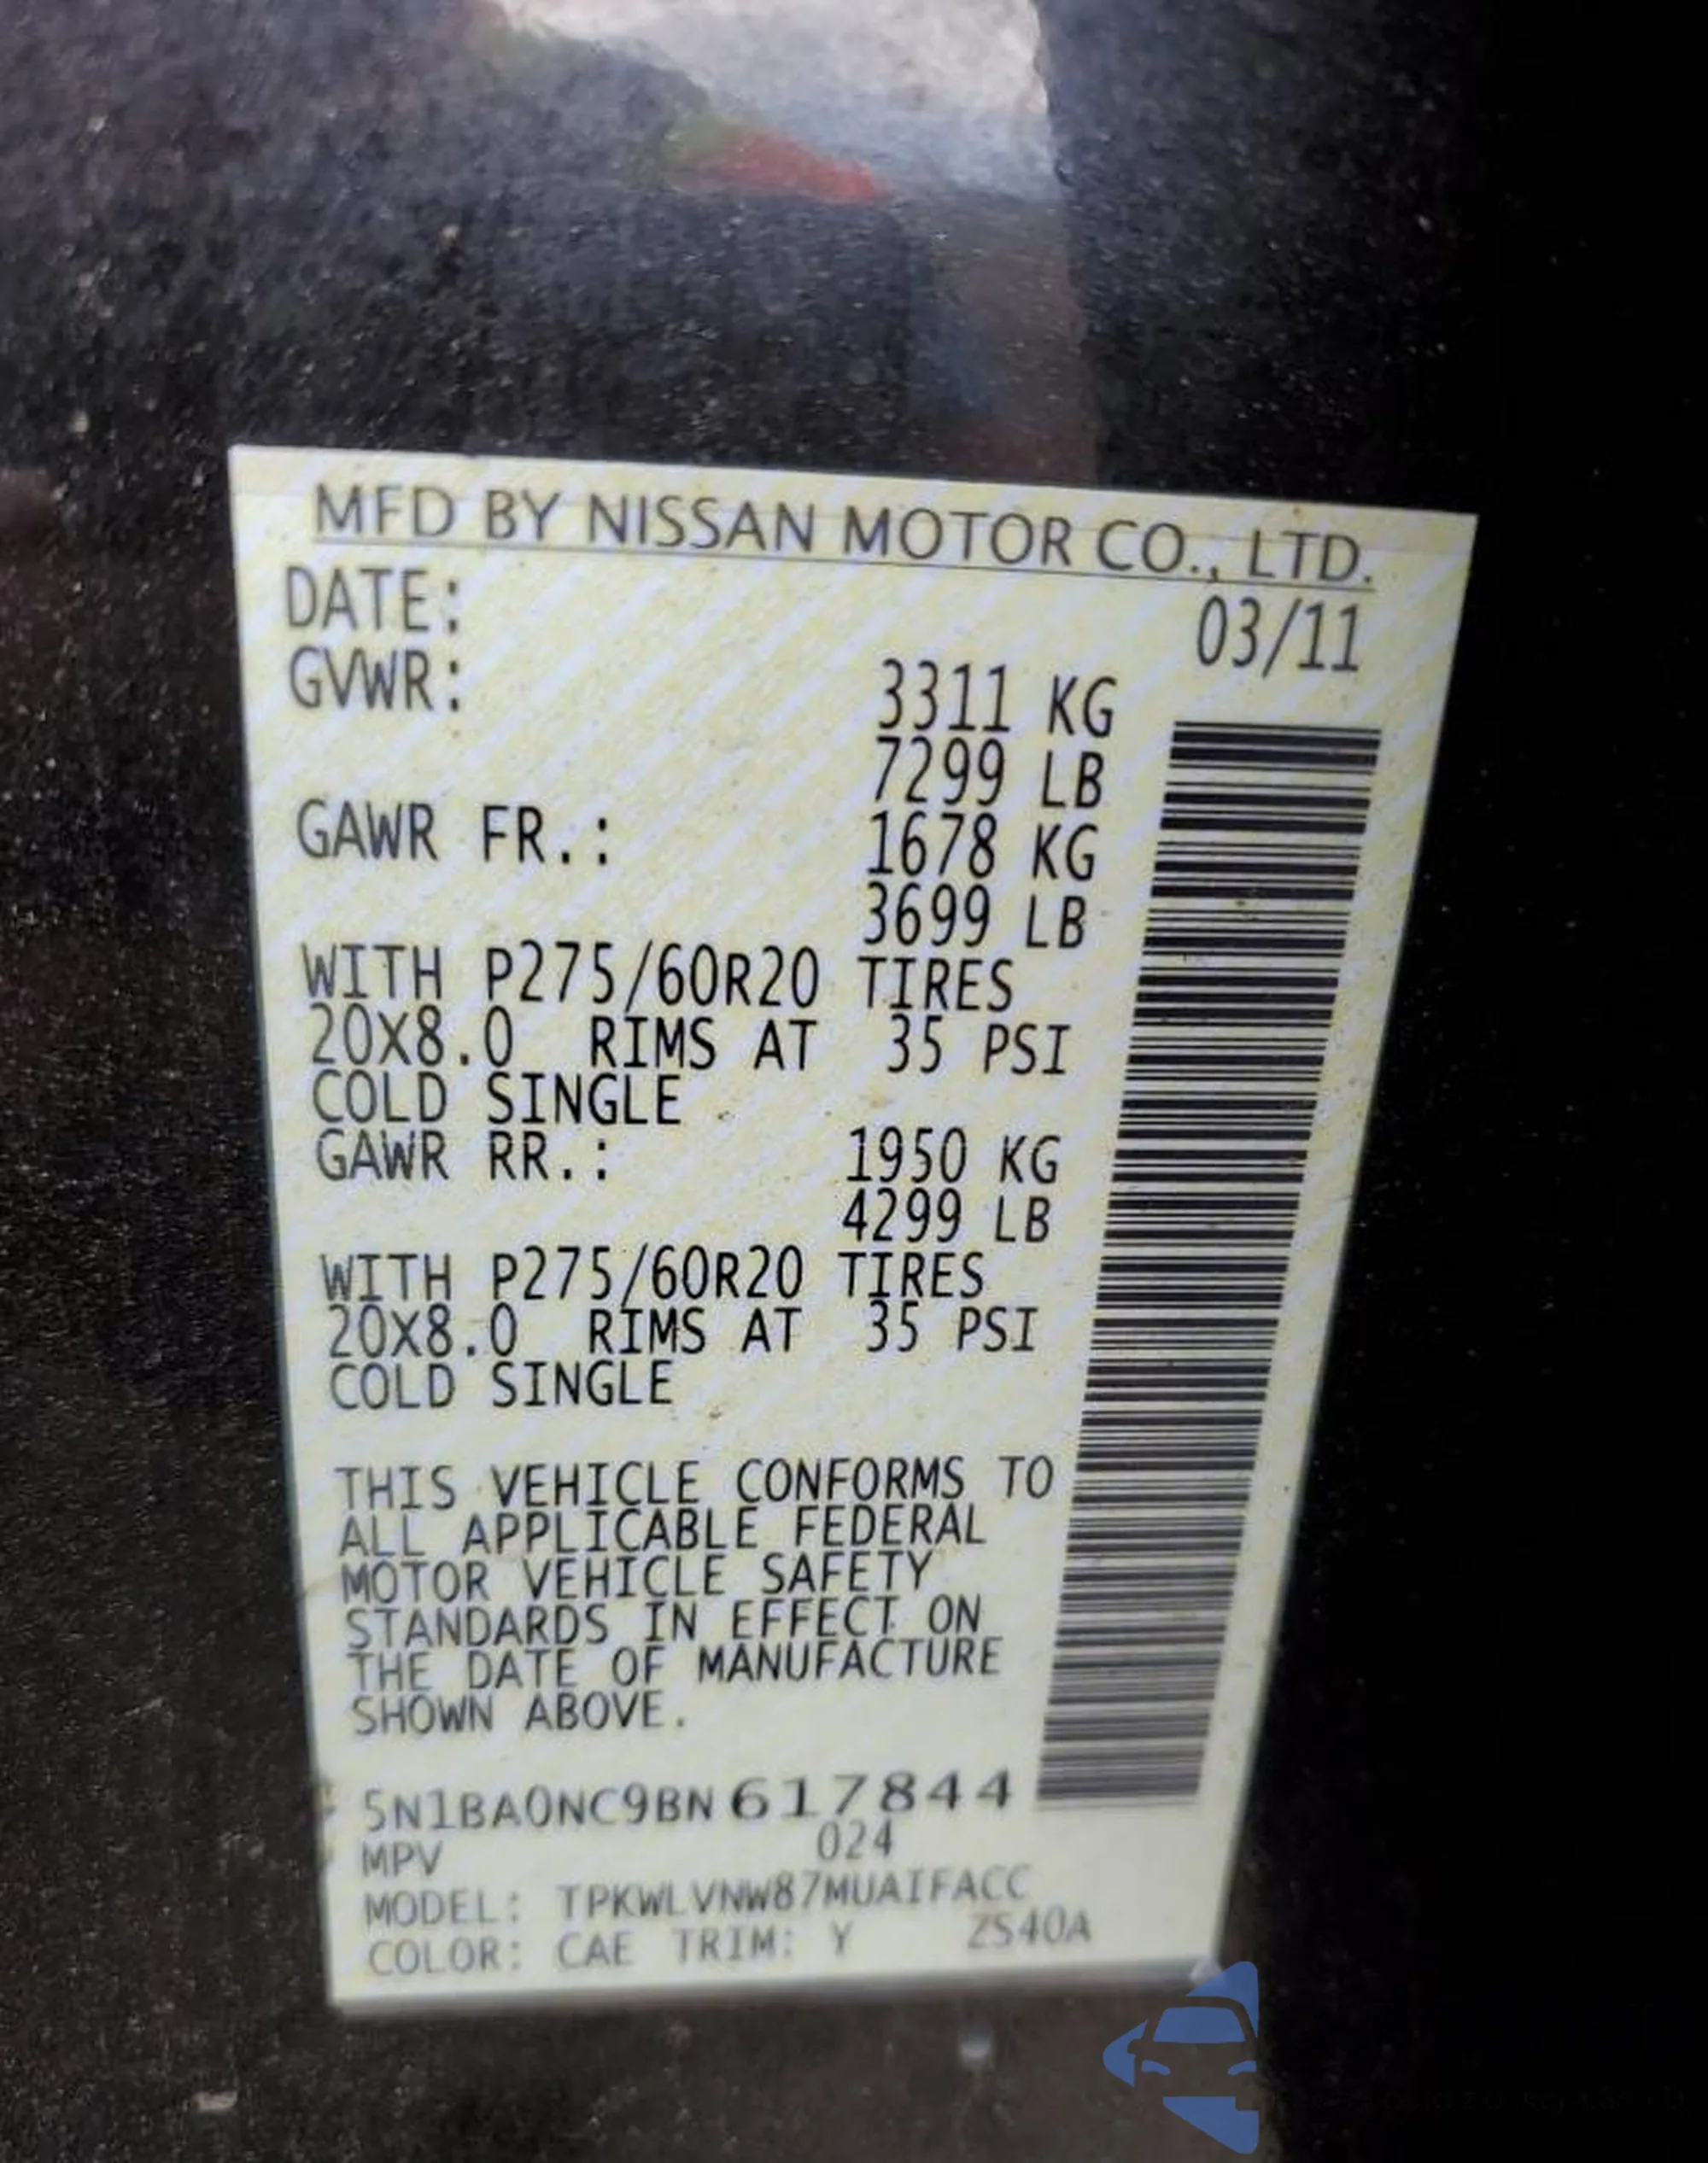 MFD BY NISSAN MOTOR CO., LTD.
DATE: 03/11
GVWR: 3311 KG
7299 LB
GAWR FR.: 1678 KG
3699 LB
WITH P275/60R20 TIRES
20X8.0 RIMS AT 35 PSI
COLD SINGLE
GAWR RR.: 1950 KG
4299 LB
WITH P275/60R20 TIRES
20X8.0 RIMS AT 35 PSI
COLD SINGLE
THIS VEHICLE CONFORMS TO
ALL APPLICABLE FEDERAL
MOTOR VEHICLE SAFETY
STANDARDS IN EFFECT ON
THE DATE OF MANUFACTURE
SHOWN ABOVE.
5N1BA0NC9BN617844
MPV 024
MODEL: TPKWLVNW87MUAIFACC
COLOR: CAE TRIM: Y ZS40A